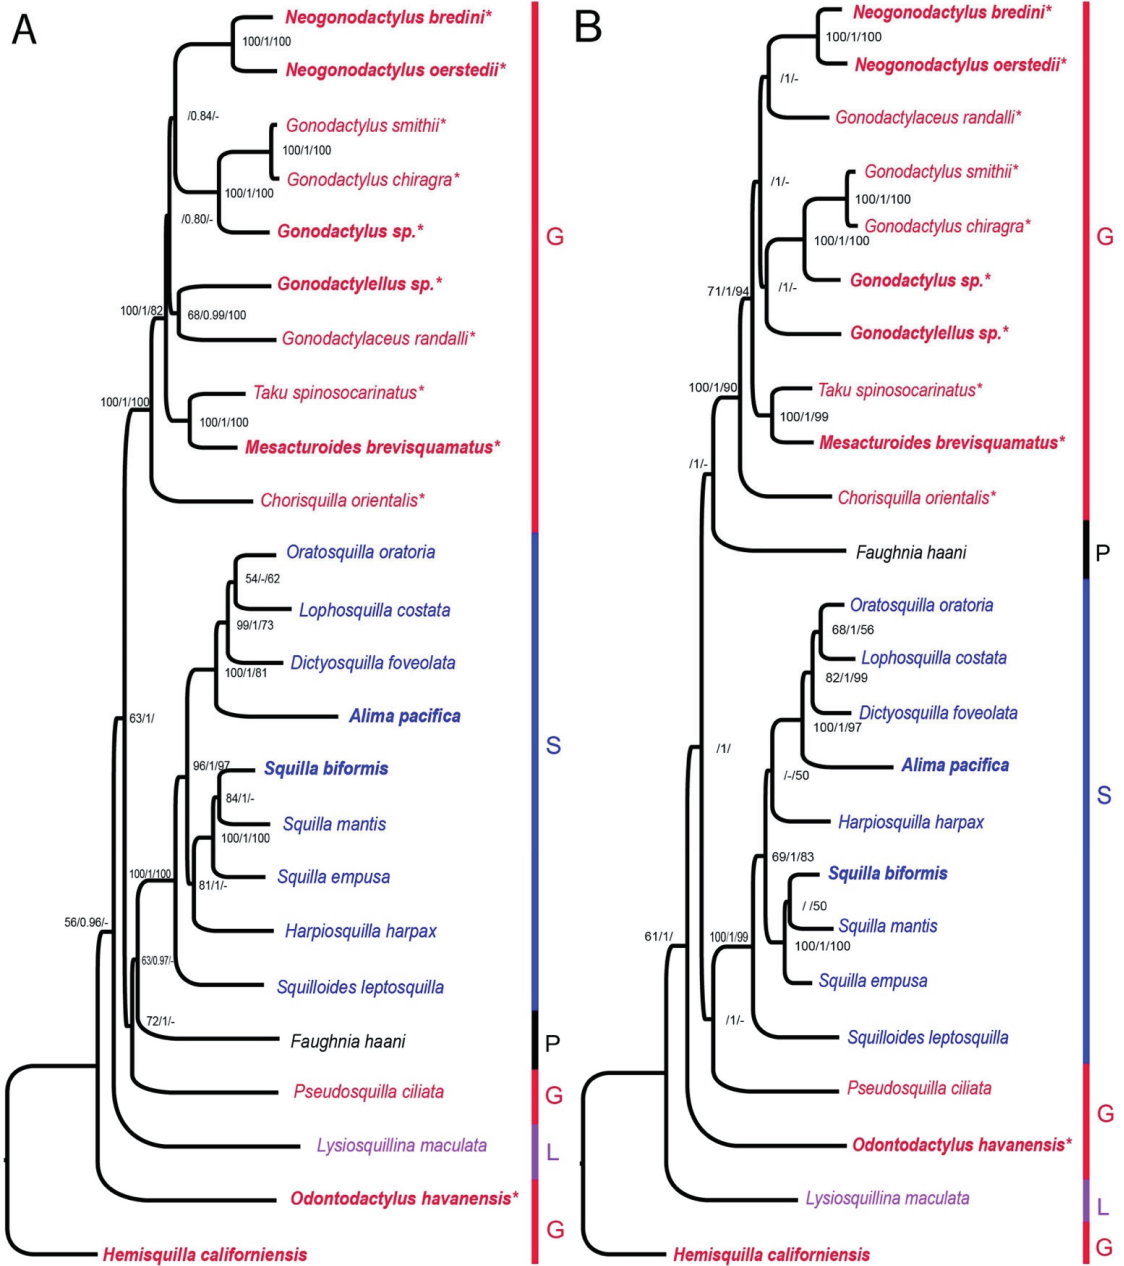 A
Neogonodactylus bredini*
100/1/100
Neogonodactylus oerstedii*
/0.84/-
Gonodactylus smithii*
100/1/100
Gonodactylus chiragra*
100/1/100
/0.80/-
Gonodactylus sp.*
G
Gonodactylellus sp.*
100/1/82
68/0.99/100
Gonodactylaceus randalli*
Taku spinosocarinatus*
100/1/100
100/1/100
Mesacturoides brevisquamatus*
Chorisquilla orientalis*
Oratosquilla oratoria
54/-/62
Lophosquilla costata
99/1/73
Dictyosquilla foveolata
100/1/81
Alima pacifica
63/1/
S
96/1/97
Squilla biformis
84/1/-
Squilla mantis
100/1/100
100/1/100
Squilla empusa
81/1/-
56/0.96/-
Harpiosquilla harpax
63/0.97/-
Squilloides leptosquilla
72/1/-
Faughnia haani
P
Pseudosquilla ciliata
G
Lysiosquillina maculata
L
Odontodactylus havanensis*
G
Hemisquilla californiensis
B
Neogonodactylus bredini*
100/1/100
Neogonodactylus oerstedii*
/1/-
Gonodactylaceus randalli*
Gonodactylus smithii*
/1/-
100/1/100
Gonodactylus chiragra*
100/1/100
G
Gonodactylus sp.*
/1/-
71/1/94
Gonodactylellus sp.*
100/1/90
Taku spinosocarinatus*
100/1/99
Mesacturoides brevisquamatus*
/1/-
Chorisquilla orientalis*
Faughnia haani
P
Oratosquilla oratoria
68/1/56
Lophosquilla costata
82/1/99
Dictyosquilla foveolata
100/1/97
/1/
Alima pacifica
/-/50
S
Harpiosquilla harpax
69/1/83
Squilla biformis
/ /50
Squilla mantis
61/1/
100/1/99
100/1/100
Squilla empusa
/1/-
Squilloides leptosquilla
Pseudosquilla ciliata
G
Odontodactylus havanensis*
Lysiosquillina maculata
L
G
Hemisquilla californiensis